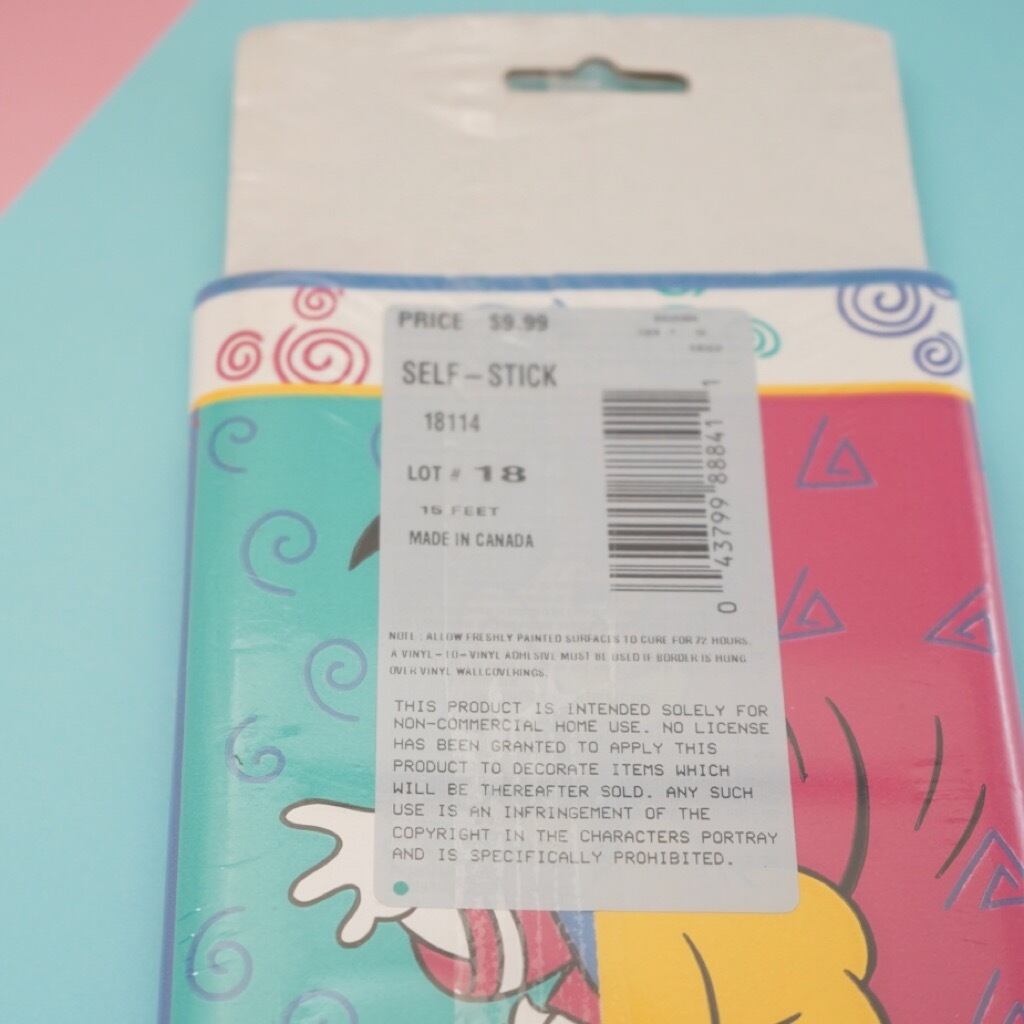 PRICE $9.99
SELF-STICK
18114
LOT # 18
15 FEET
MADE IN CANADA
0 43799 88841 1
NOTE: ALLOW FRESHLY PAINTED SURFACES TO CURE FOR 72 HOURS.
A VINYL-TO-VINYL ADHESIVE MUST BE USED IF BORDER IS HUNG
OVER VINYL WALLCOVERINGS.
THIS PRODUCT IS INTENDED SOLELY FOR
NON-COMMERCIAL HOME USE. NO LICENSE
HAS BEEN GRANTED TO APPLY THIS
PRODUCT TO DECORATE ITEMS WHICH
WILL BE THEREAFTER SOLD. ANY SUCH
USE IS AN INFRINGEMENT OF THE
COPYRIGHT IN THE CHARACTERS PORTRAY
AND IS SPECIFICALLY PROHIBITED.